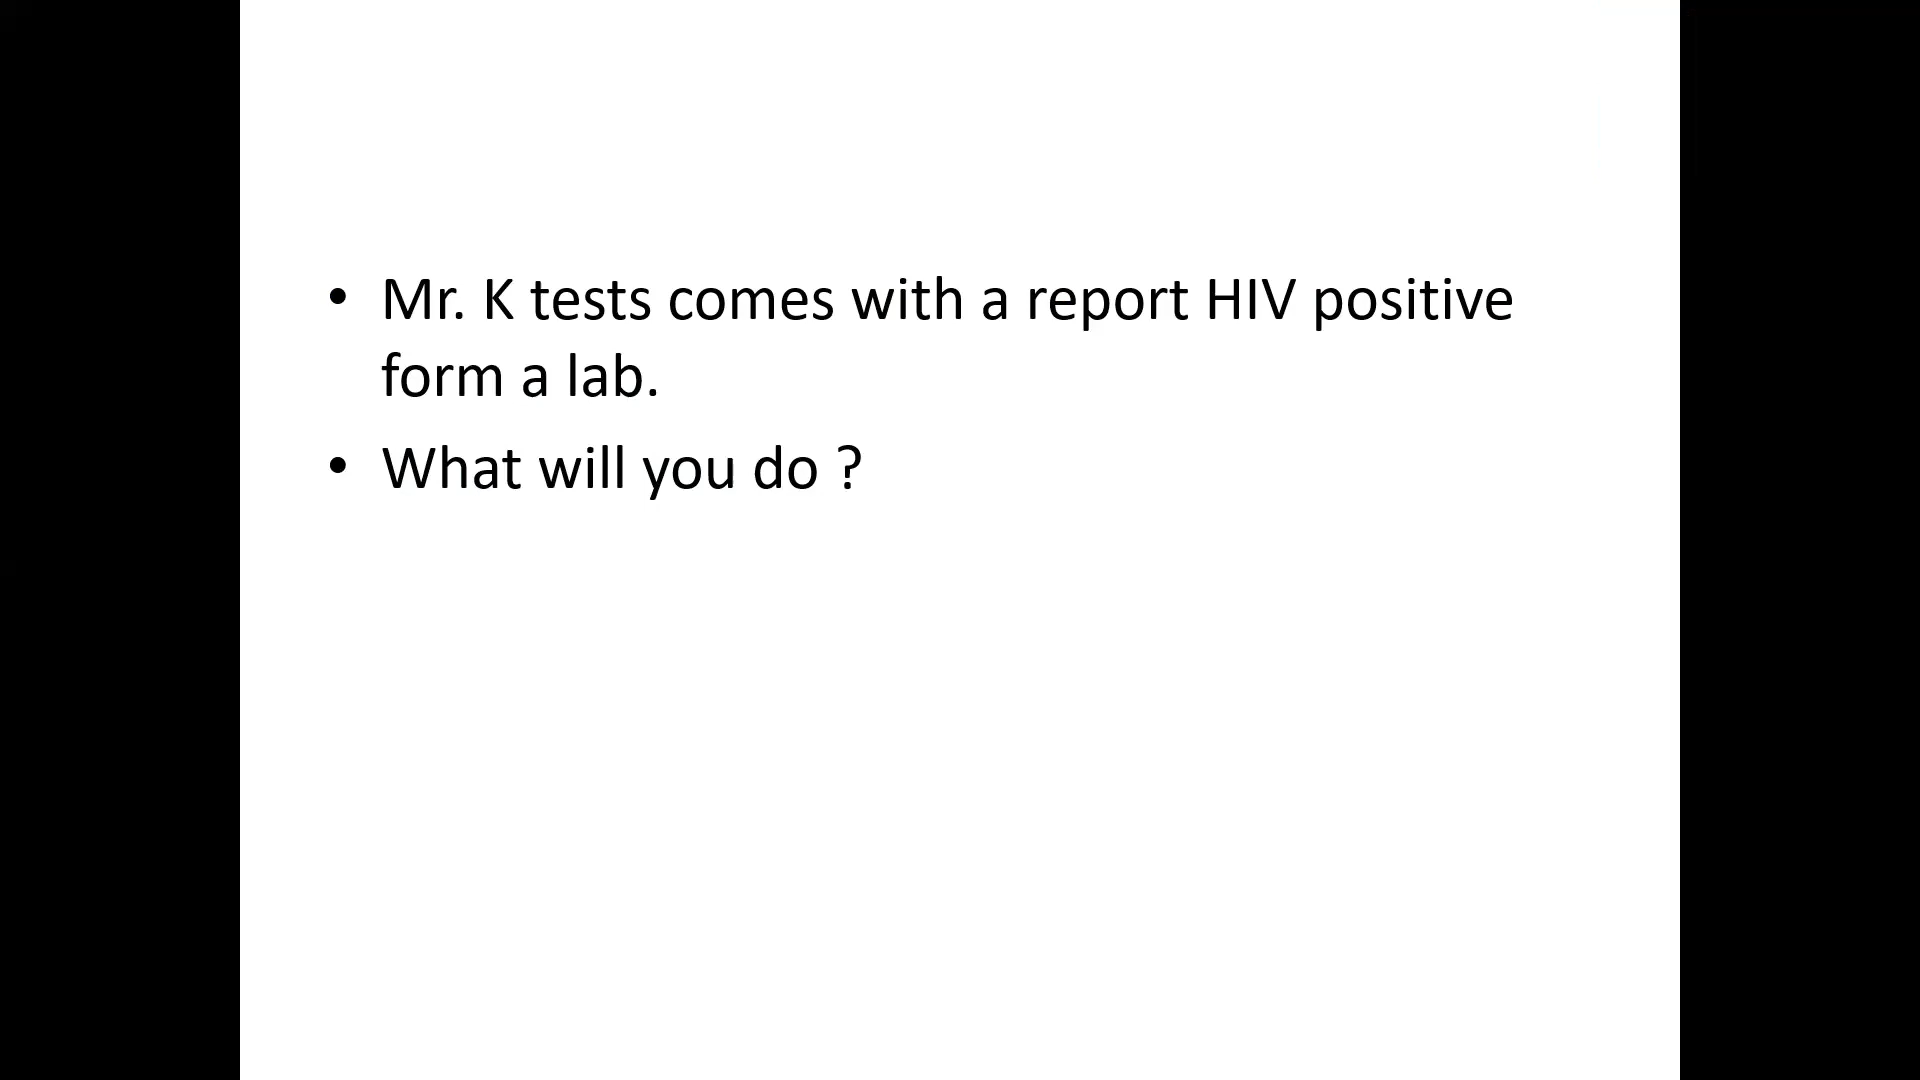 • Mr. K tests comes with a report HIV positive
form a lab.
• What will you do ?